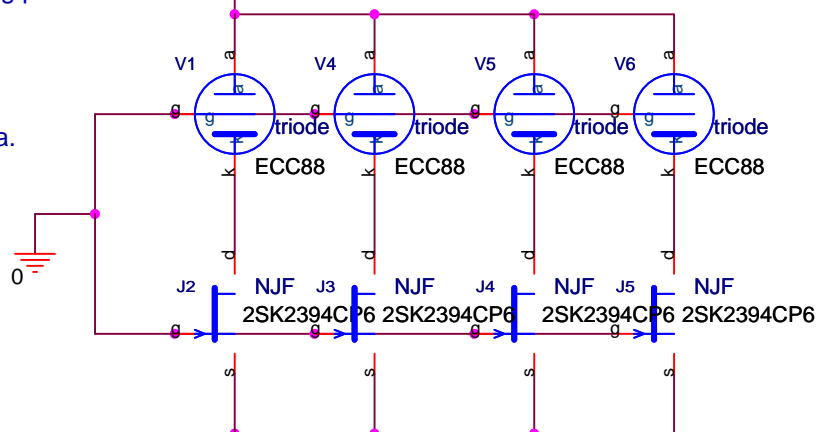 a a a a
V1 V4 V5 V6
a a a a
g g g g
g g g g
triode triode triode triode
k k k k
ECC88 ECC88 ECC88 ECC88
a.
k k k k
0
d d d d
J2 NJF J3 NJF J4 NJF J5 NJF
2SK2394CP6 2SK2394CP6 2SK2394CP6 2SK2394CP6
g g g g
s s s s